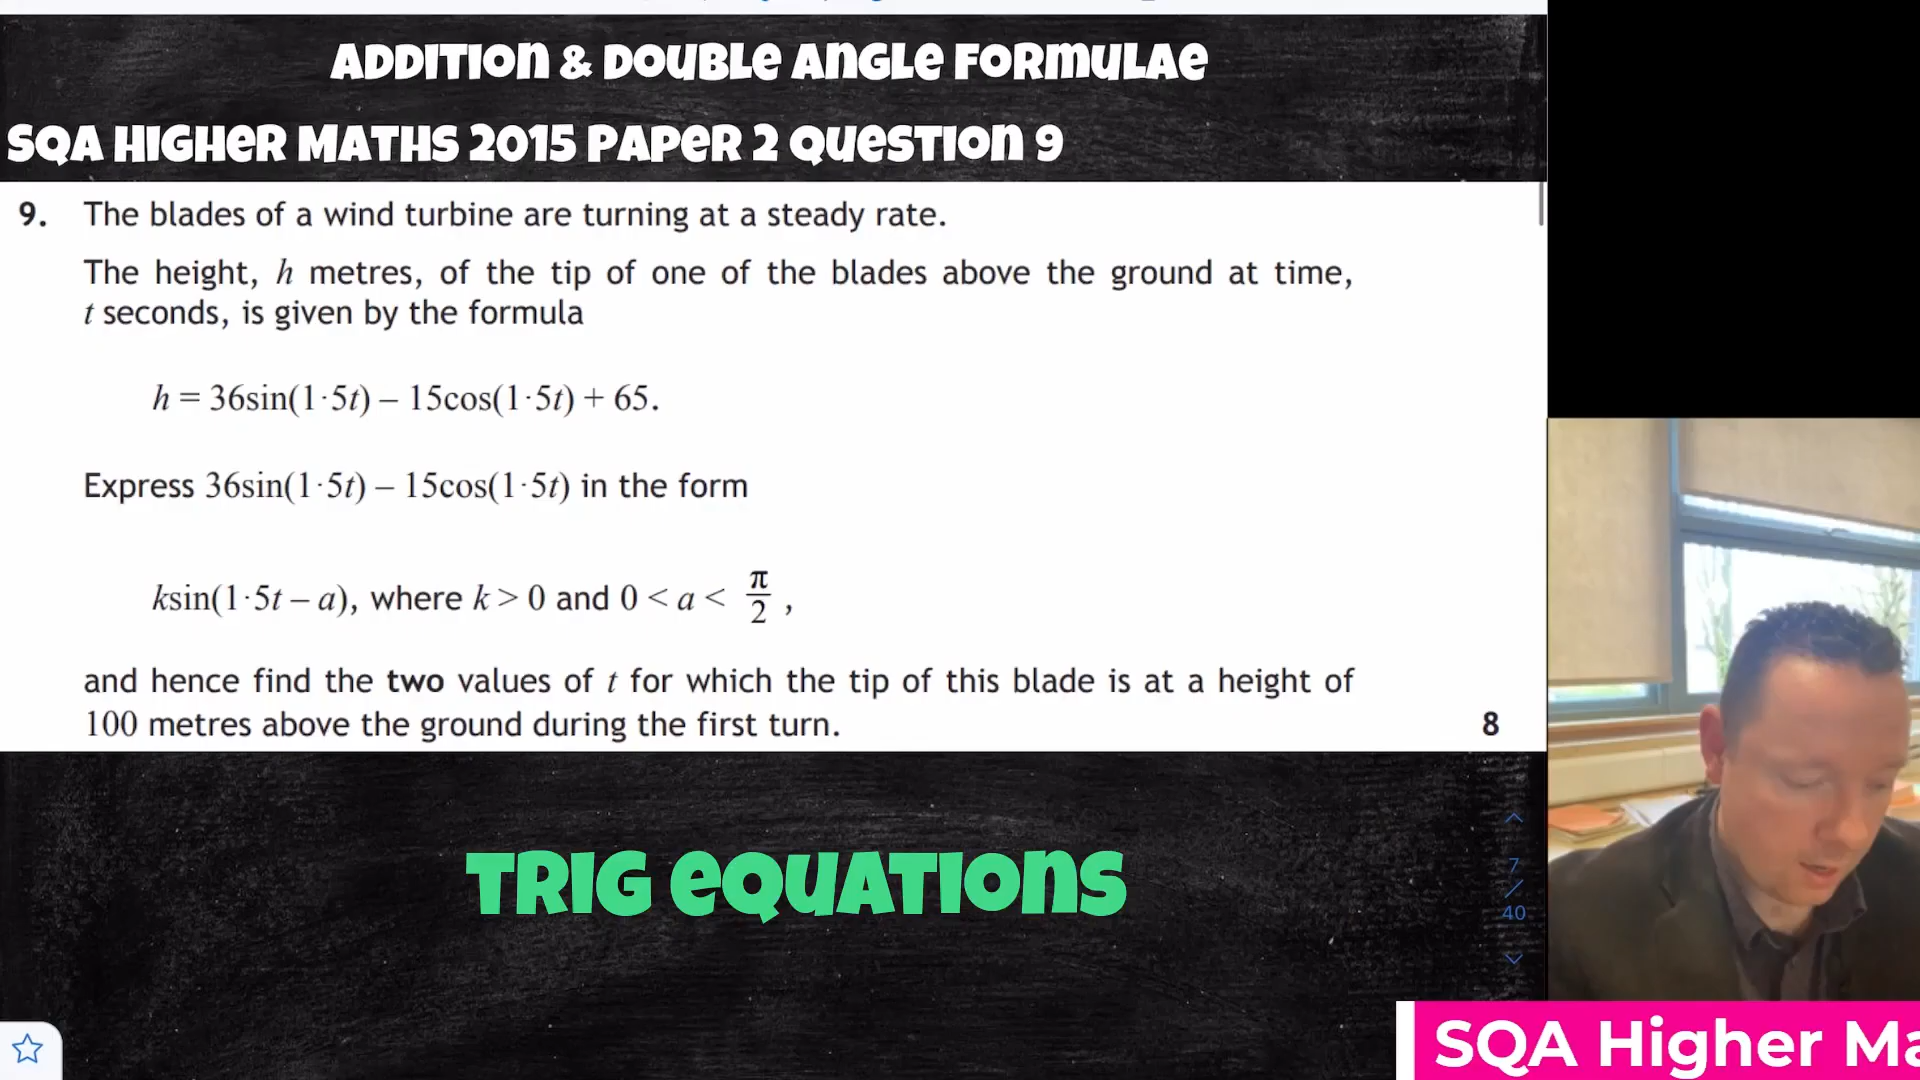 ADDITION & DOUBLE ANGLE FORMULAE
SQA HIGHER MATHS 2015 PAPER 2 QUESTION 9
9. The blades of a wind turbine are turning at a steady rate.
The height, h metres, of the tip of one of the blades above the ground at time,
t seconds, is given by the formula
h = 36sin(1·5t) – 15cos(1·5t) + 65.
Express 36sin(1·5t) – 15cos(1·5t) in the form
ksin(1·5t – a), where k > 0 and 0 < a < π/2 ,
and hence find the two values of t for which the tip of this blade is at a height of
100 metres above the ground during the first turn. 8
TRIG EQUATIONS
7
/
40
SQA Higher Ma